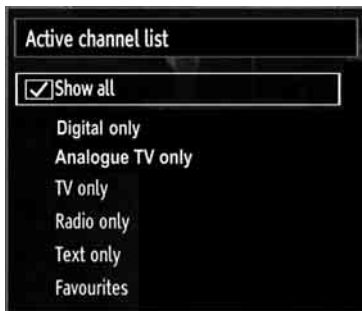 Active channel list
Show all
Digital only
Analogue TV only
TV only
Radio only
Text only
Favourites